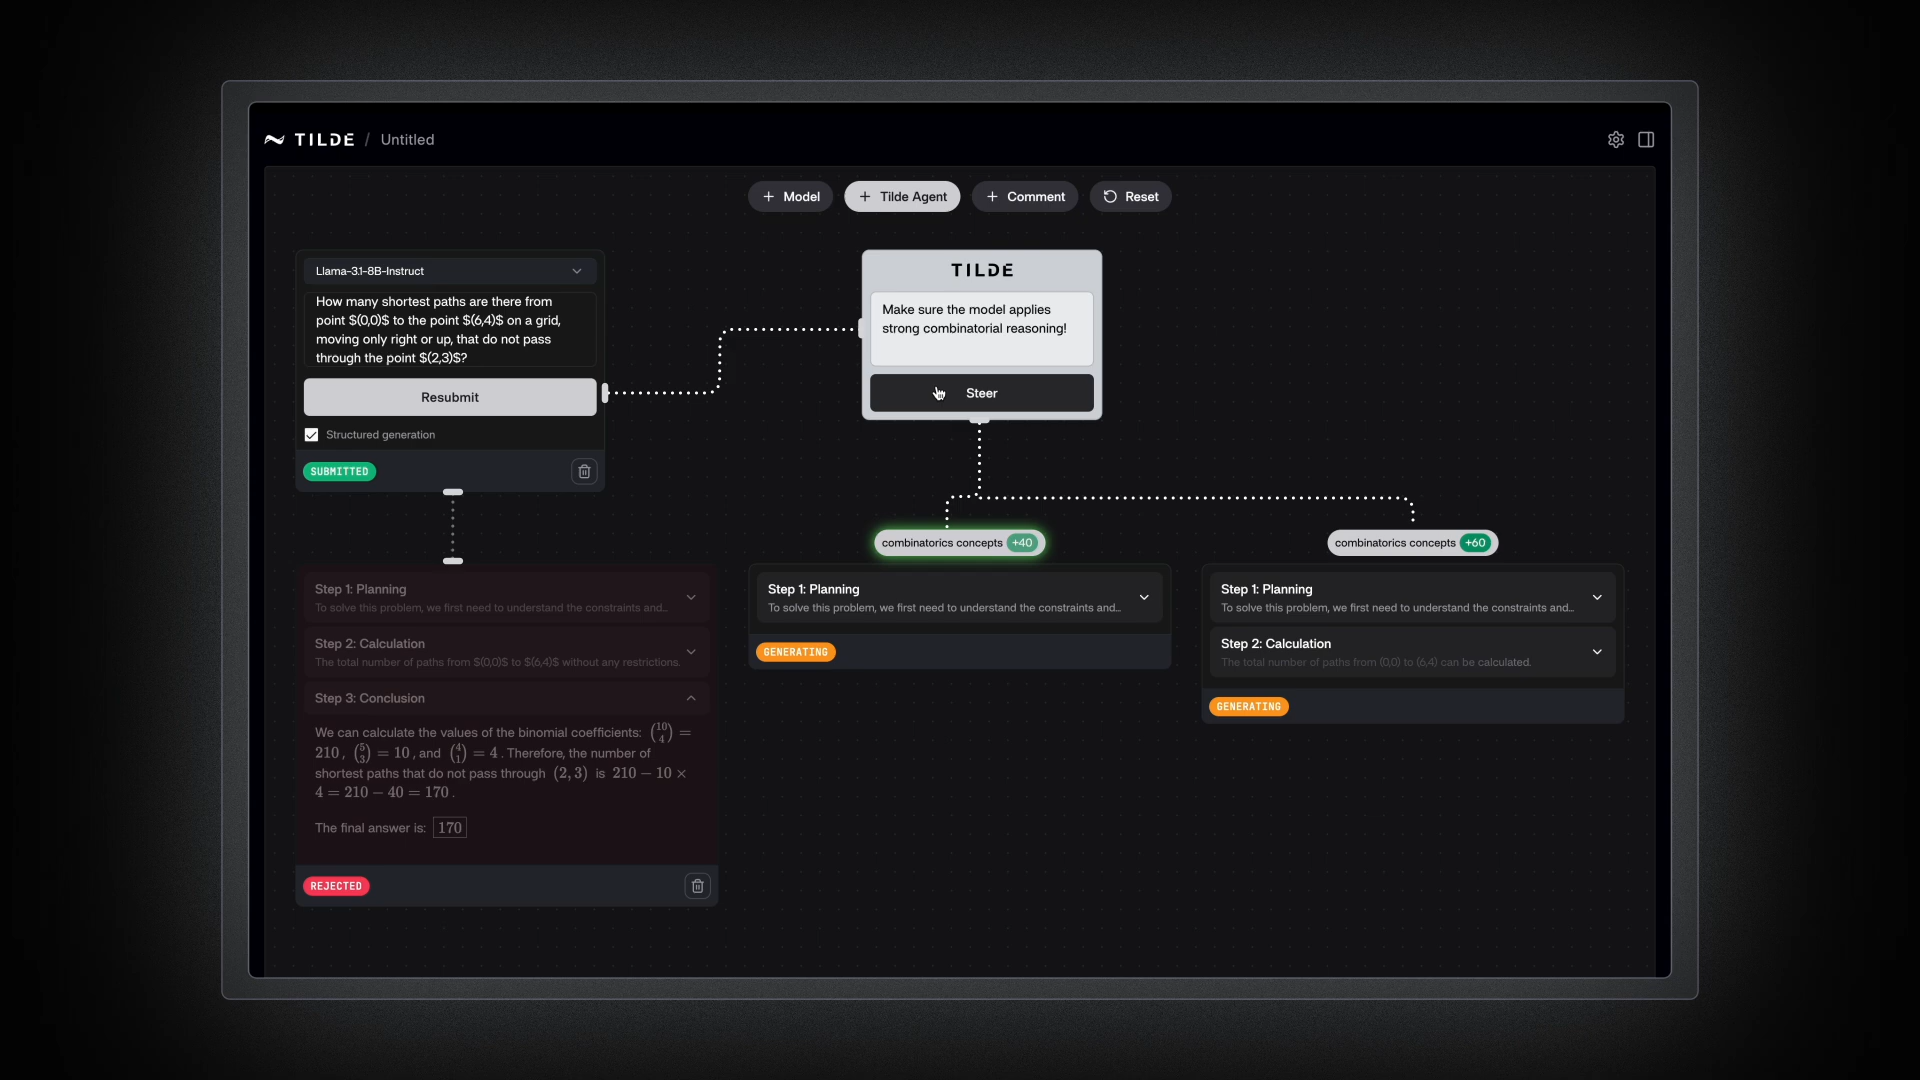 TILDE / Untitled
+ Model
+ Tilde Agent
+ Comment
Reset
Llama-3.1-8B-Instruct
How many shortest paths are there from
point $(0,0)$ to the point $(6,4)$ on a grid,
moving only right or up, that do not pass
through the point $(2,3)$?
Resubmit
Structured generation
SUBMITTED
TILDE
Make sure the model applies
strong combinatorial reasoning!
Steer
Step 1: Planning
To solve this problem, we first need to understand the constraints and...
Step 2: Calculation
The total number of paths from $(0,0)$ to $(6,4)$ without any restrictions.
Step 3: Conclusion
We can calculate the values of the binomial coefficients: (10 4) =
210, (5 3) = 10, and (4 1) = 4. Therefore, the number of
shortest paths that do not pass through (2, 3) is 210 − 10 ×
4 = 210 − 40 = 170.
The final answer is: 170
REJECTED
combinatorics concepts +40
Step 1: Planning
To solve this problem, we first need to understand the constraints and...
GENERATING
combinatorics concepts +60
Step 1: Planning
To solve this problem, we first need to understand the constraints and...
Step 2: Calculation
The total number of paths from (0,0) to (6,4) can be calculated.
GENERATING